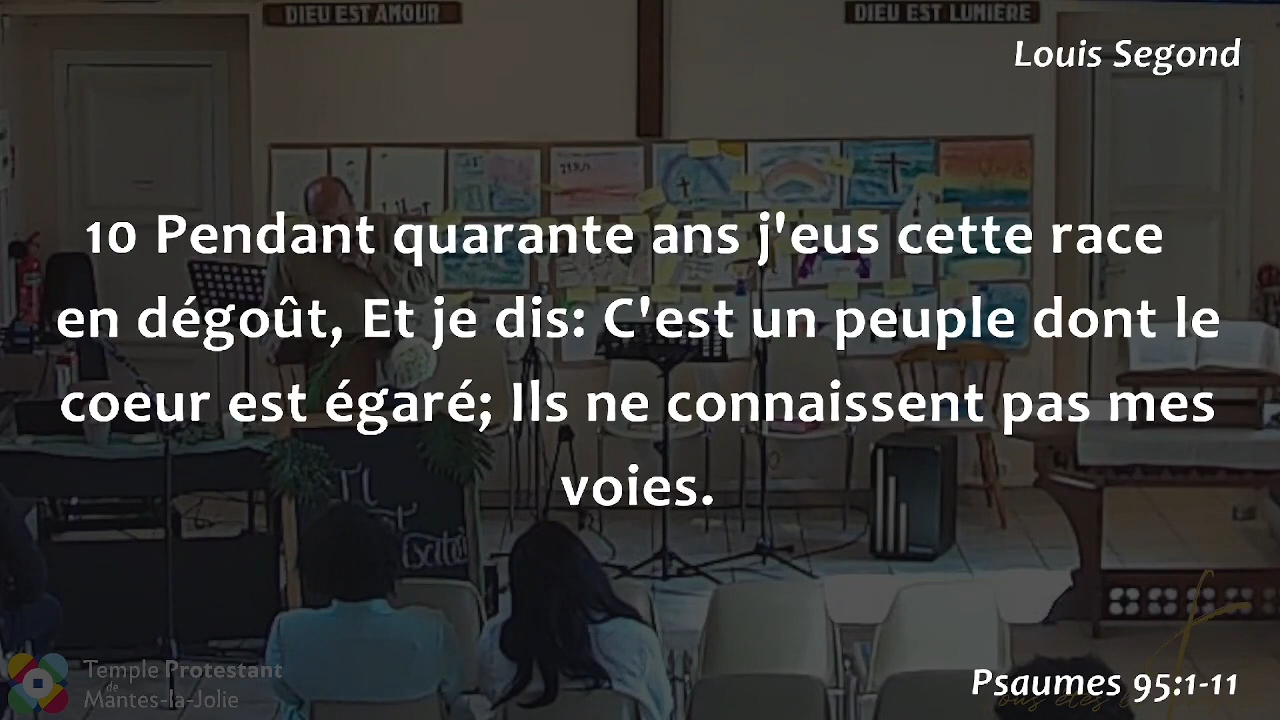 DIEU EST AMOUR
DIEU EST LUMIÈRE
Louis Segond
10 Pendant quarante ans j'eus cette race
en dégoût, Et je dis: C'est un peuple dont le
coeur est égaré; Ils ne connaissent pas mes
voies.
Temple Protestant
de
Mantes-la-Jolie
Psaumes 95:1-11